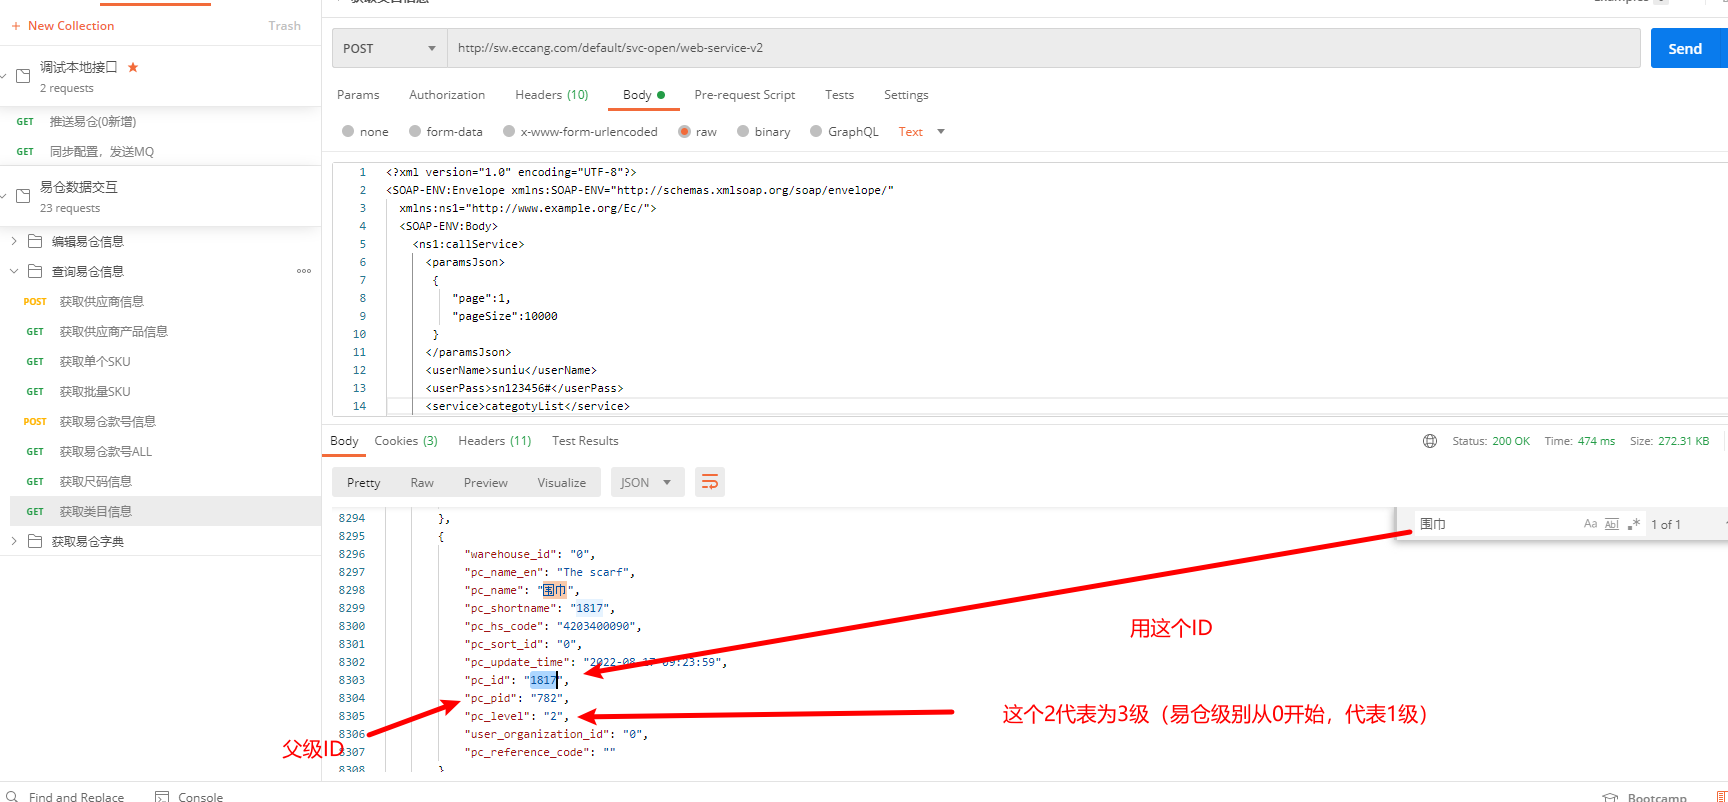 New Collection
Trash
调试本地接口
2 requests
GET 推送易仓(0新增)
GET 同步配置，发送MQ
易仓数据交互
23 requests
编辑易仓信息
查询易仓信息
POST 获取供应商信息
GET 获取供应商产品信息
GET 获取单个SKU
GET 获取批量SKU
POST 获取易仓款号信息
GET 获取易仓款号ALL
GET 获取尺码信息
GET 获取类目信息
获取易仓字典
POST http://sw.eccang.com/default/svc-open/web-service-v2 Send
Params Authorization Headers (10) Body Pre-request Script Tests Settings
none form-data x-www-form-urlencoded raw binary GraphQL Text
1 <?xml version="1.0" encoding="UTF-8"?>
2 <SOAP-ENV:Envelope xmlns:SOAP-ENV="http://schemas.xmlsoap.org/soap/envelope/"
3 xmlns:ns1="http://www.example.org/Ec/">
4 <SOAP-ENV:Body>
5 <ns1:callService>
6 <paramsJson>
7 {
8 "page":1,
9 "pageSize":10000
10 }
11 </paramsJson>
12 <userName>suniu</userName>
13 <userPass>sn123456#</userPass>
14 <service>categotyList</service>
Body Cookies (3) Headers (11) Test Results
Status: 200 OK Time: 474 ms Size: 272.31 KB
Pretty Raw Preview Visualize JSON
围巾 Aa Abl .* 1 of 1
8294 },
8295 {
8296 "warehouse_id": "0",
8297 "pc_name_en": "The scarf",
8298 "pc_name": "围巾",
8299 "pc_shortname": "1817",
8300 "pc_hs_code": "4203400090",
8301 "pc_sort_id": "0",
8302 "pc_update_time": "2022-08-17 09:23:59",
8303 "pc_id": "1817",
8304 "pc_pid": "782",
8305 "pc_level": "2",
8306 "user_organization_id": "0",
8307 "pc_reference_code": ""
8308 }
用这个ID
这个2代表为3级（易仓级别从0开始，代表1级）
父级ID
Find and Replace Console
Bootcamp